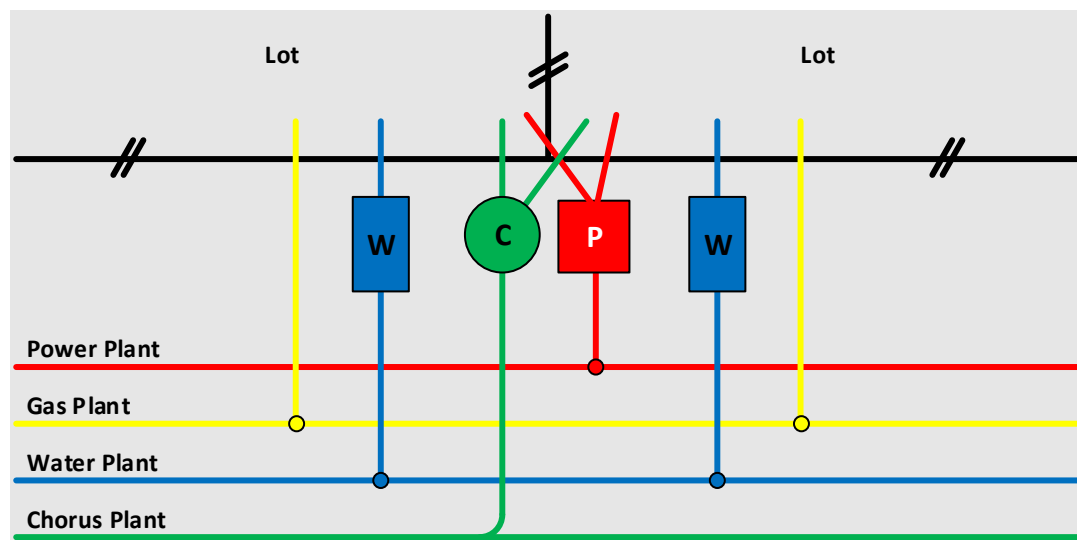 Lot
Lot
W
C
P
W
Power Plant
Gas Plant
Water Plant
Chorus Plant